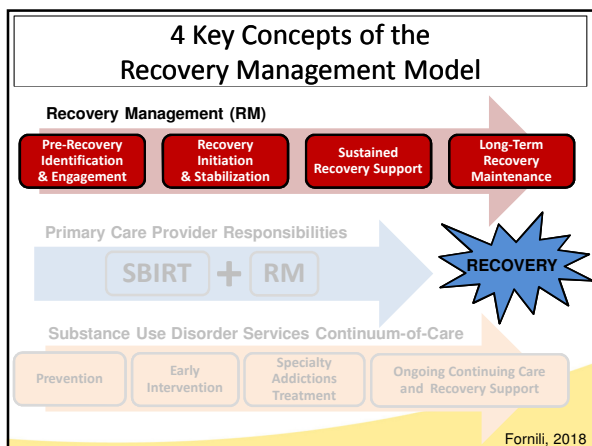 4 Key Concepts of the
Recovery Management Model
Recovery Management (RM)
Pre-Recovery
Identification
& Engagement
Recovery
Initiation
& Stabilization
Sustained
Recovery Support
Long-Term
Recovery
Maintenance
Primary Care Provider Responsibilities
SBIRT + RM
RECOVERY
Substance Use Disorder Services Continuum-of-Care
Prevention
Early
Intervention
Specialty
Addictions
Treatment
Ongoing Continuing Care
and Recovery Support
Fornili, 2018